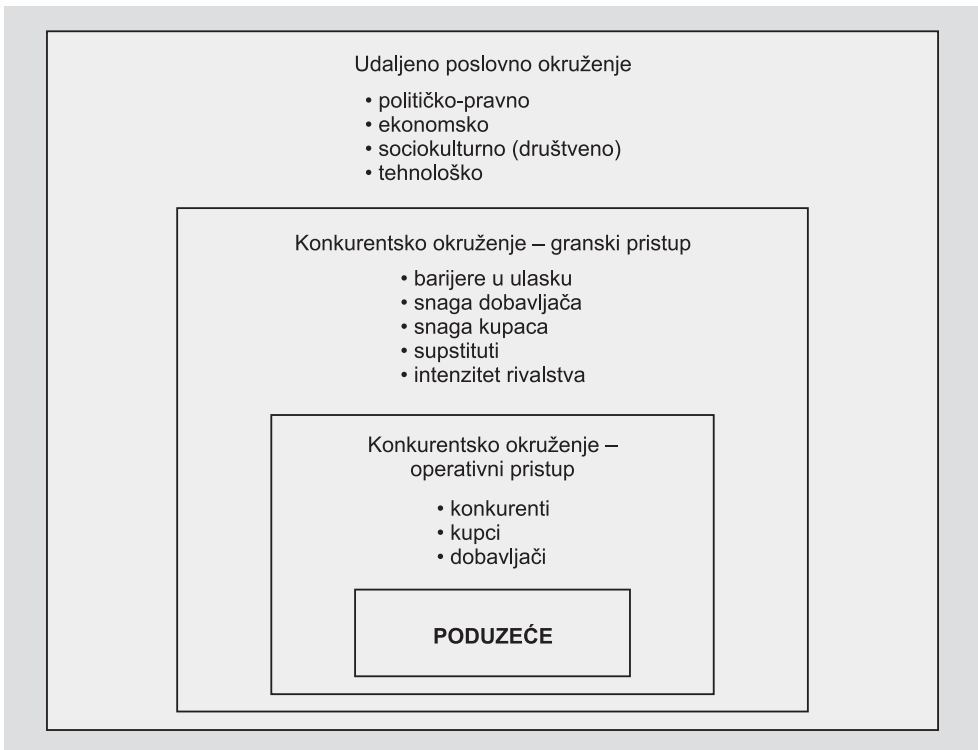 Udaljeno poslovno okruženje
• političko-pravno
• ekonomsko
• sociokulturno (društveno)
• tehnološko
Konkurentsko okruženje – granski pristup
• barijere u ulasku
• snaga dobavljača
• snaga kupaca
• supstituti
• intenzitet rivalstva
Konkurentsko okruženje –
operativni pristup
• konkurenti
• kupci
• dobavljači
PODUZEĆE